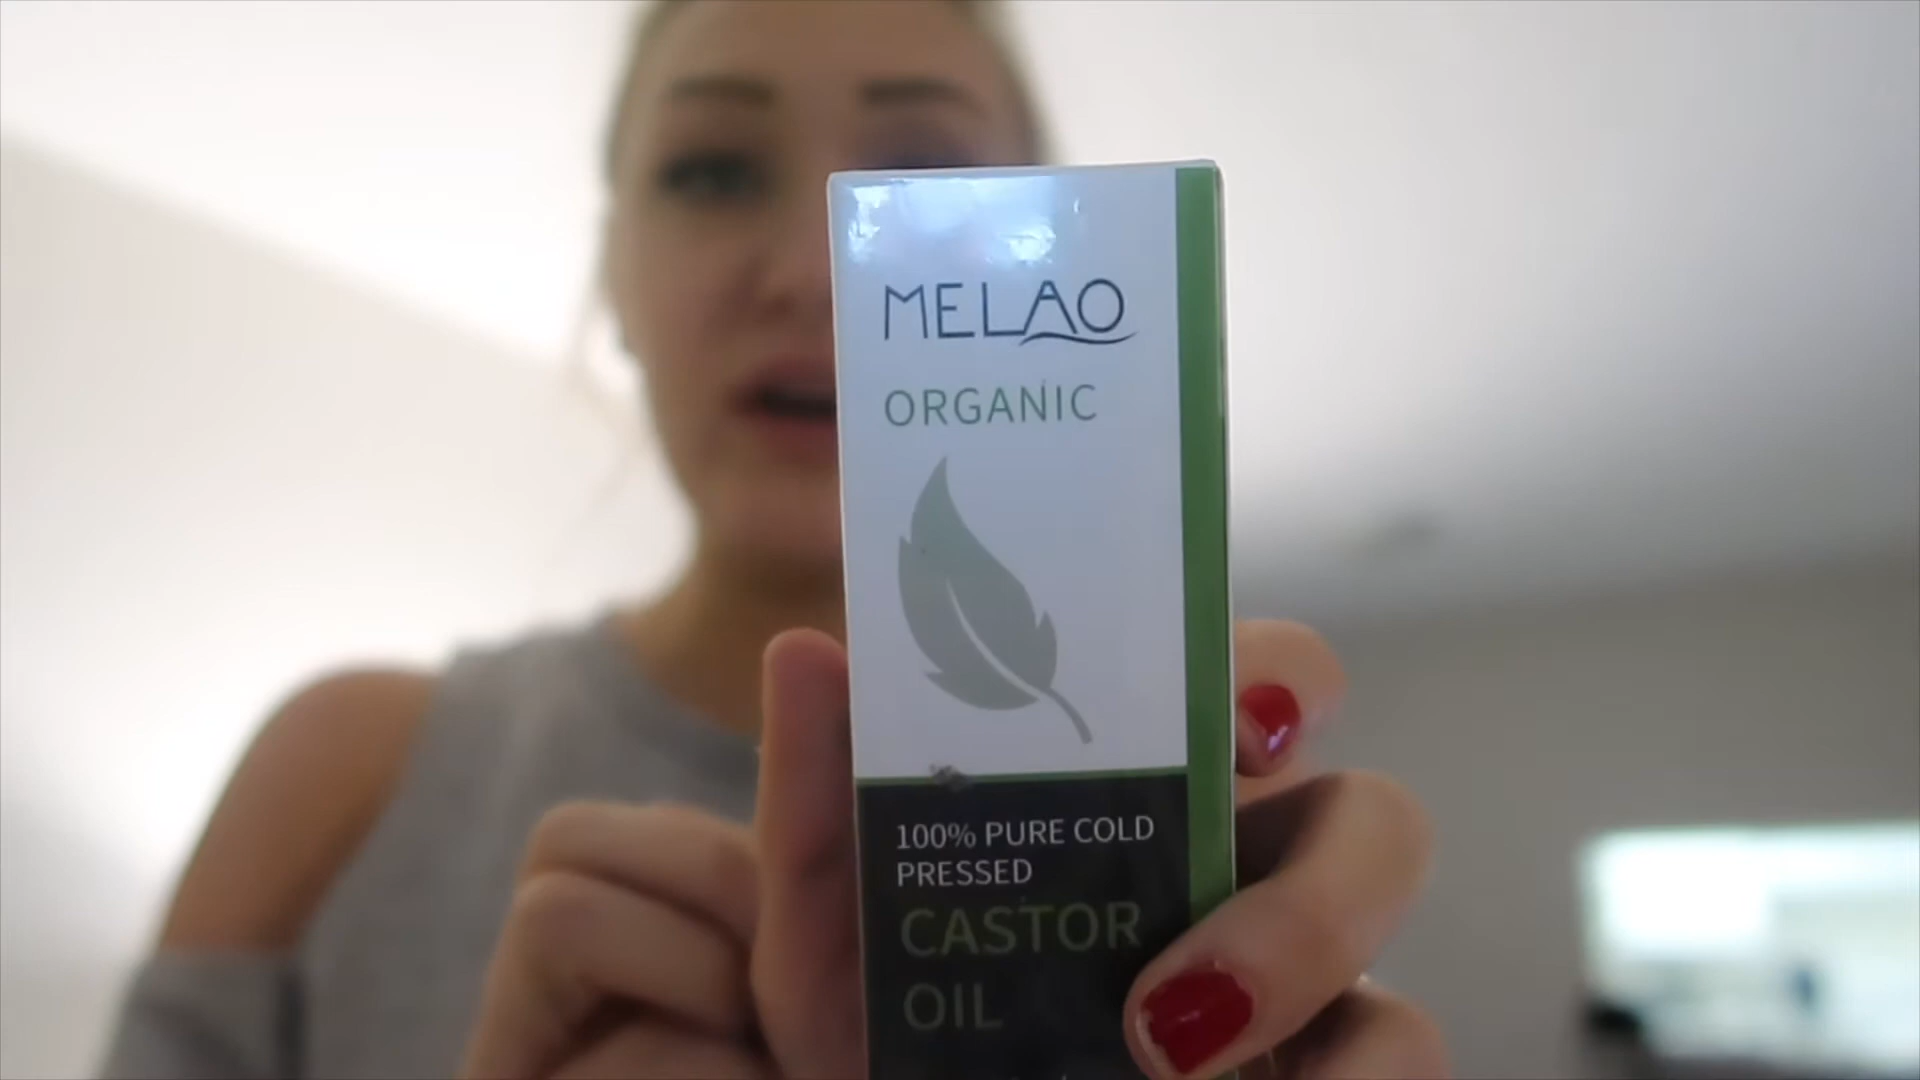 MELAO
ORGANIC
100% PURE COLD
PRESSED
CASTOR
OIL